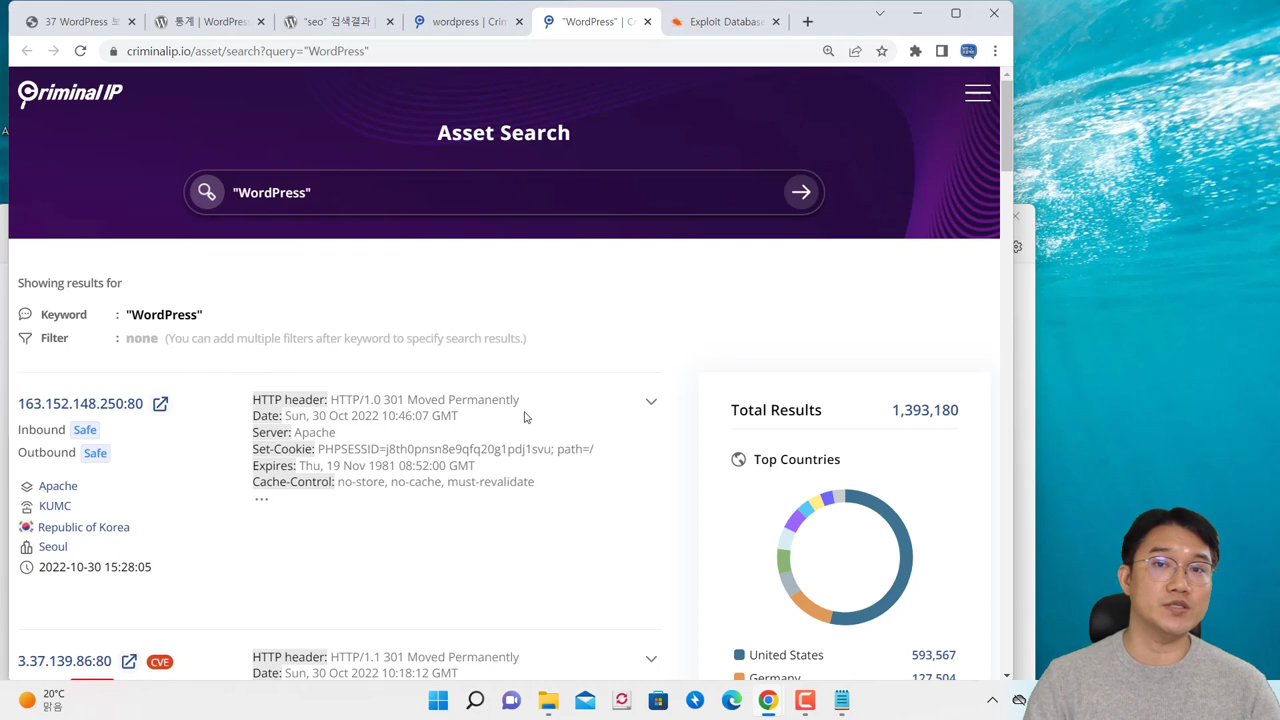 37 WordPress 보
통계 | WordPres
"seo" 검색결과 |
wordpress | Crim
"WordPress" | C
Exploit Database
criminalip.io/asset/search?query="WordPress"
Criminal IP
Asset Search
"WordPress"
Showing results for
Keyword : "WordPress"
Filter : none (You can add multiple filters after keyword to specify search results.)
163.152.148.250:80
Inbound Safe
Outbound Safe
Apache
KUMC
Republic of Korea
Seoul
2022-10-30 15:28:05
HTTP header: HTTP/1.0 301 Moved Permanently
Date: Sun, 30 Oct 2022 10:46:07 GMT
Server: Apache
Set-Cookie: PHPSESSID=j8th0pnsn8e9qfq20g1pdj1svu; path=/
Expires: Thu, 19 Nov 1981 08:52:00 GMT
Cache-Control: no-store, no-cache, must-revalidate
...
Total Results 1,393,180
Top Countries
United States 593,567
Germany 127,504
3.37.139.86:80 CVE
HTTP header: HTTP/1.1 301 Moved Permanently
Date: Sun, 30 Oct 2022 10:18:12 GMT
20°C
맑음